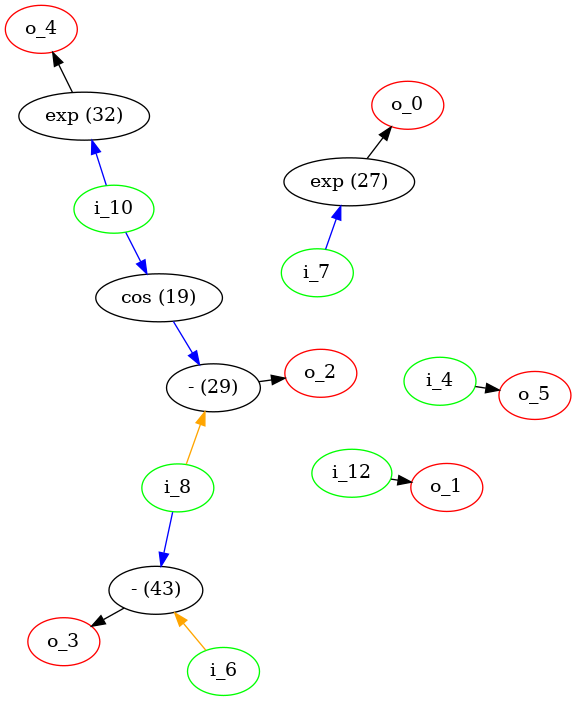 o_4
exp (32)
o_0
exp (27)
i_10
i_7
cos (19)
- (29)
o_2
i_4
o_5
i_8
i_12
o_1
- (43)
o_3
i_6